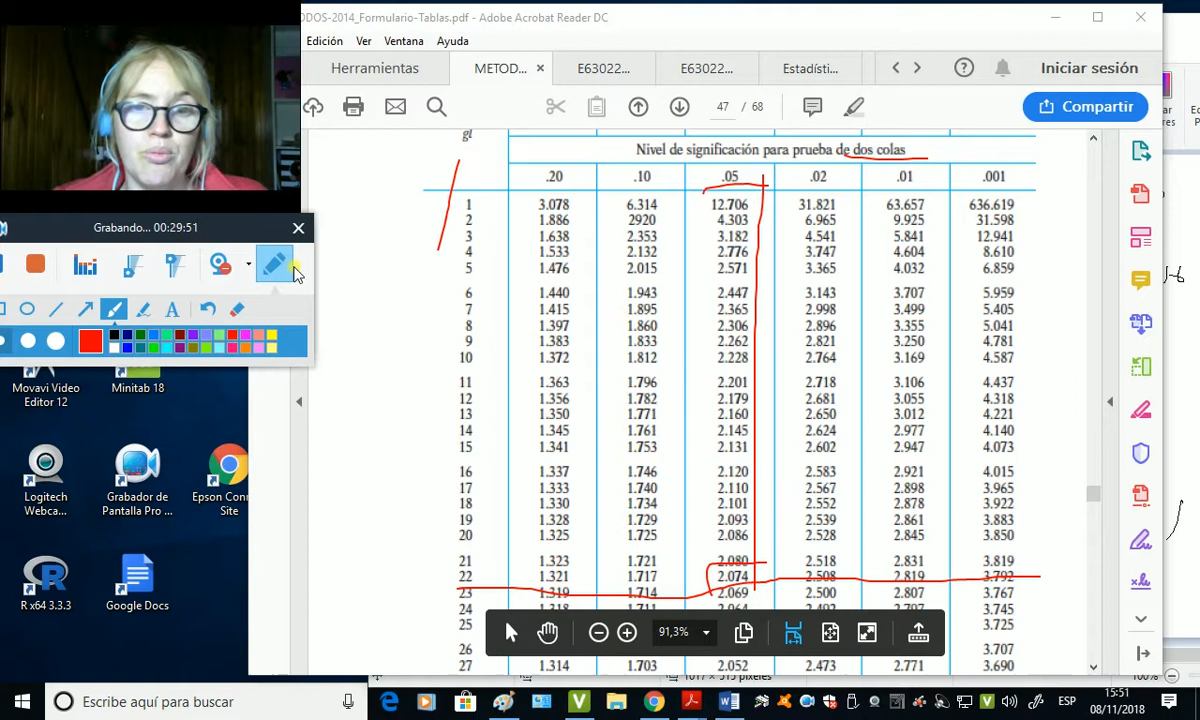 ODOS-2014_Formulario-Tablas.pdf - Adobe Acrobat Reader DC
Edición Ver Ventana Ayuda
Herramientas METOD... × E63022... E63022... Estadísti... Iniciar sesión
47 / 68 Compartir
gl
Nivel de significación para prueba de dos colas
.20 .10 .05 .02 .01 .001
1 3.078 6.314 12.706 31.821 63.657 636.619
2 1.886 2920 4.303 6.965 9.925 31.598
3 1.638 2.353 3.182 4.541 5.841 12.941
4 1.533 2.132 2.776 3.747 4.604 8.610
5 1.476 2.015 2.571 3.365 4.032 6.859
6 1.440 1.943 2.447 3.143 3.707 5.959
7 1.415 1.895 2.365 2.998 3.499 5.405
8 1.397 1.860 2.306 2.896 3.355 5.041
9 1.383 1.833 2.262 2.821 3.250 4.781
10 1.372 1.812 2.228 2.764 3.169 4.587
11 1.363 1.796 2.201 2.718 3.106 4.437
12 1.356 1.782 2.179 2.681 3.055 4.318
13 1.350 1.771 2.160 2.650 3.012 4.221
14 1.345 1.761 2.145 2.624 2.977 4.140
15 1.341 1.753 2.131 2.602 2.947 4.073
16 1.337 1.746 2.120 2.583 2.921 4.015
17 1.333 1.740 2.110 2.567 2.898 3.965
18 1.330 1.734 2.101 2.552 2.878 3.922
19 1.328 1.729 2.093 2.539 2.861 3.883
20 1.325 1.725 2.086 2.528 2.845 3.850
21 1.323 1.721 2.080 2.518 2.831 3.819
22 1.321 1.717 2.074 2.508 2.819 3.792
23 1.319 1.714 2.069 2.500 2.807 3.767
24 1.318 1.711 2.064 2.492 2.797 3.745
25 3.725
26 3.707
27 1.314 1.703 2.052 2.473 2.771 3.690
91,3%
Grabando... 00:29:51
A
Movavi Video
Editor 12
Minitab 18
Logitech
Webca...
Grabador de
Pantalla Pro ...
Epson Conn
Site
R x64 3.3.3
Google Docs
1017 × 515 píxeles
100%
Escribe aquí para buscar
ESP
15:51
08/11/2018